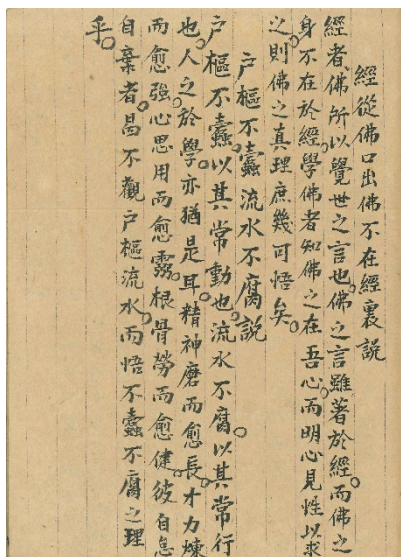 經從佛口出佛不在經裏說
經者佛所以覺世之言也。佛之言雖著於經。而佛之
身不在於經。學佛者知佛之在吾心。而明心見性以求
之。則佛之真理庶幾可悟矣。
戶樞不蠹流水不腐說
戶樞不蠹。以其常動也。流水不腐。以其常行
也。人之於學。亦猶是耳。精神磨而愈長。才力煉
而愈強。心思用而愈靈。根骨勞而愈健。彼自怠
自棄者。曷不觀戶樞流水。而悟不蠹不腐之理
乎。